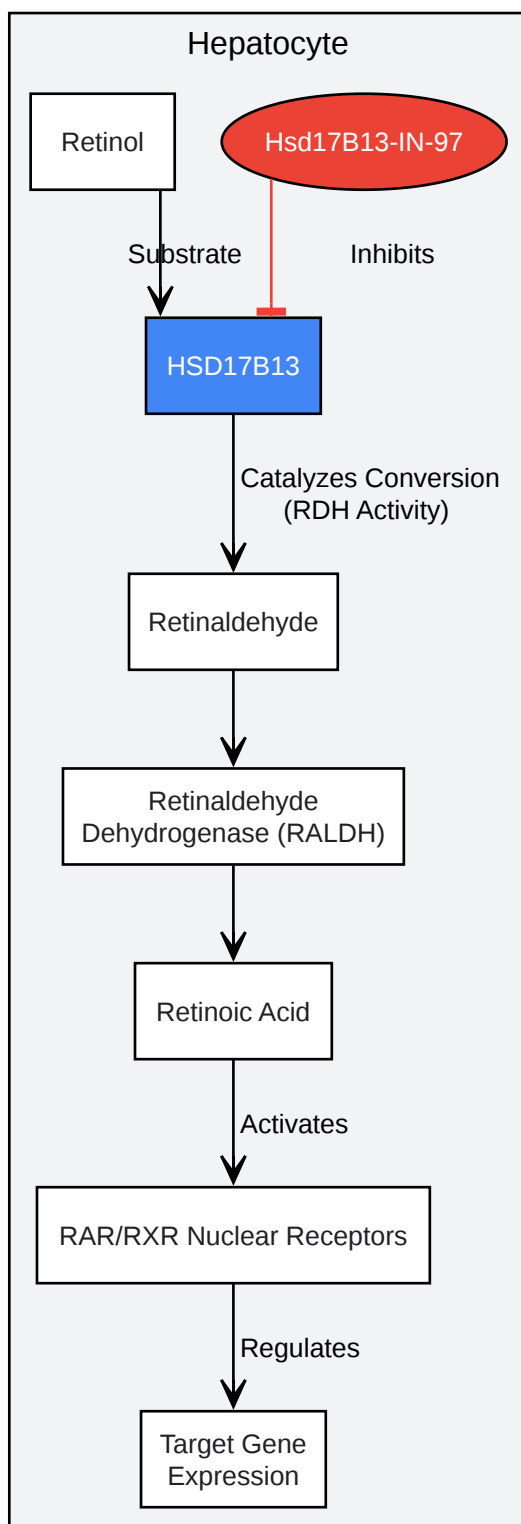 Hepatocyte
Retinol
Hsd17B13-IN-97
Substrate
Inhibits
HSD17B13
Catalyzes Conversion
(RDH Activity)
Retinaldehyde
Retinaldehyde
Dehydrogenase (RALDH)
Retinoic Acid
Activates
RAR/RXR Nuclear Receptors
Regulates
Target Gene
Expression